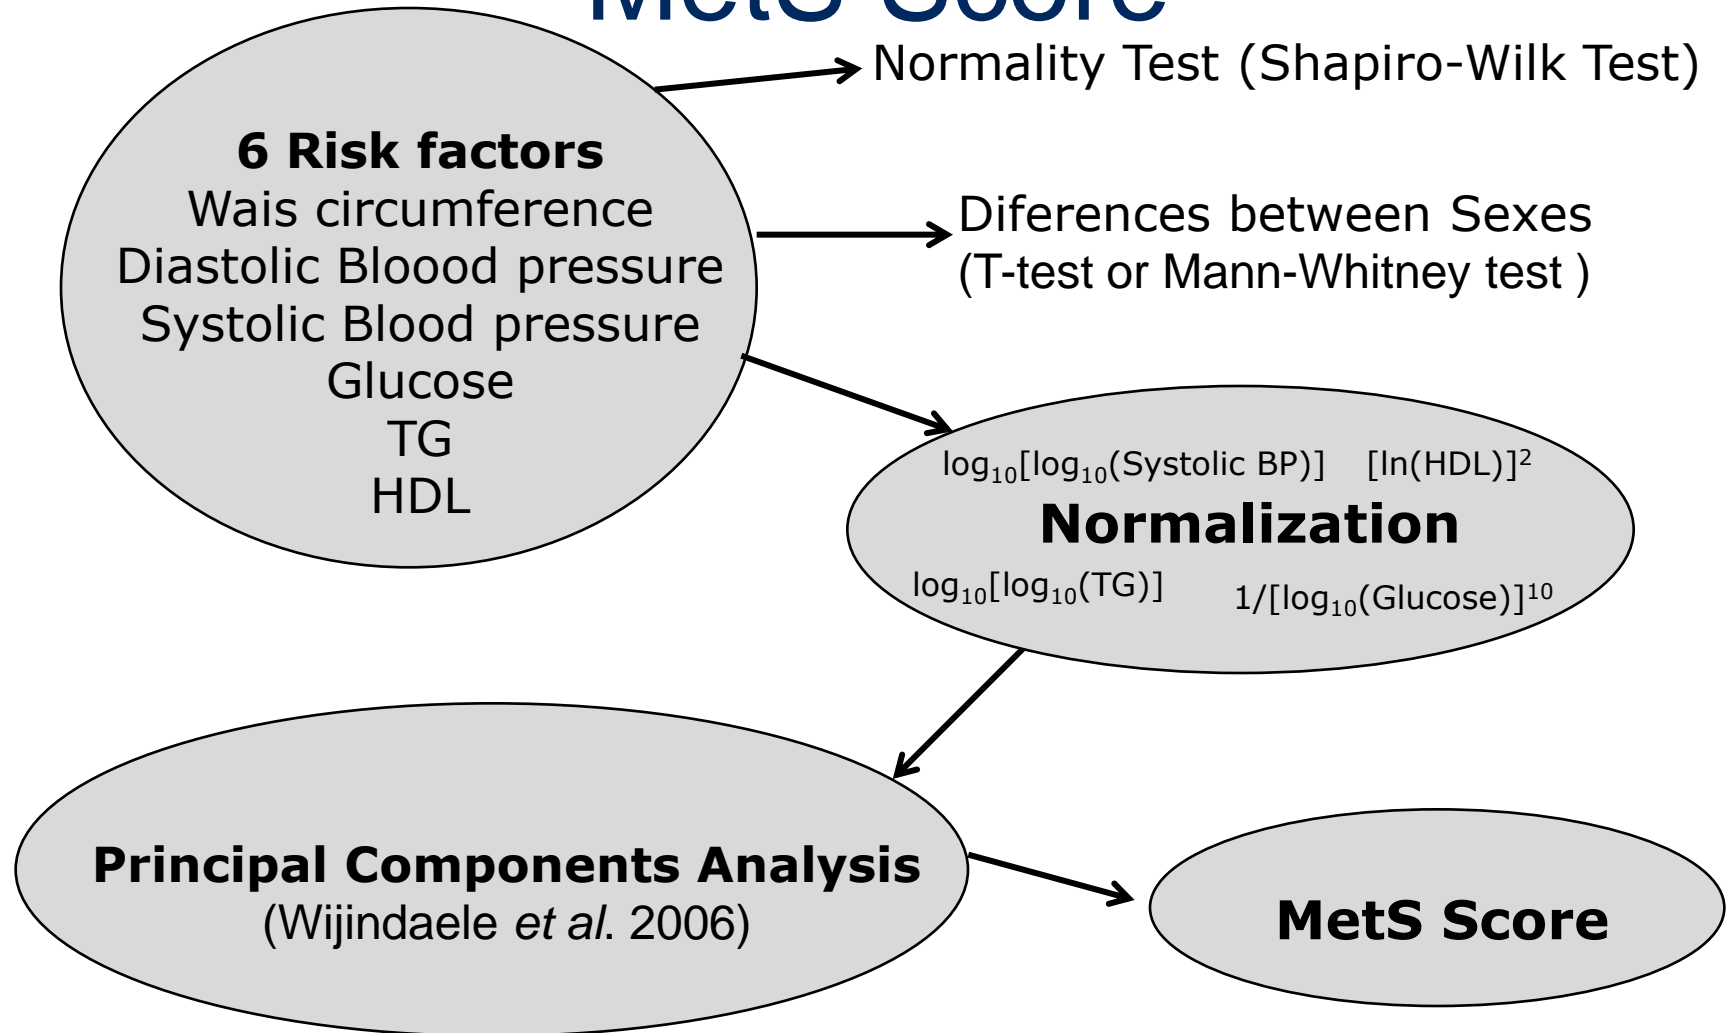 MetS Score
Normality Test (Shapiro-Wilk Test)
6 Risk factors
Wais circumference
Diastolic Bloood pressure
Systolic Blood pressure
Glucose
TG
HDL
Diferences between Sexes
(T-test or Mann-Whitney test )
log₁₀[log₁₀(Systolic BP)] [ln(HDL)]²
Normalization
log₁₀[log₁₀(TG)] 1/[log₁₀(Glucose)]¹⁰
Principal Components Analysis
(Wijindaele et al. 2006)
MetS Score